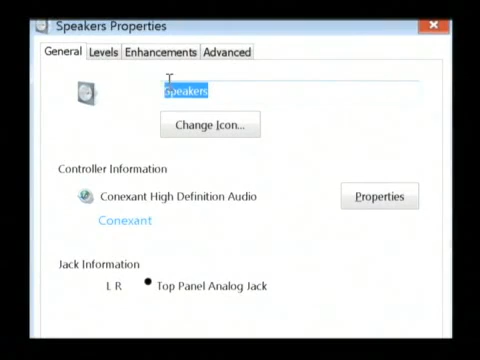 Speakers Properties
General Levels Enhancements Advanced
Speakers
Change Icon...
Controller Information
Conexant High Definition Audio
Properties
Conexant
Jack Information
L R Top Panel Analog Jack